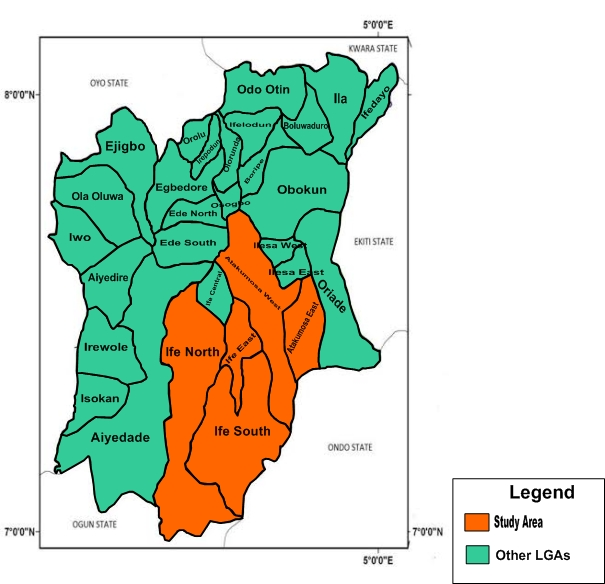 5°0'0"E
KWARA STATE
OYO STATE
8°0'0"N
Odo Otin
Ila
Ifedayo
Ifelodun
Boluwaduro
Orolu
Irepodun
Olorunda
Ejigbo
Boripe
Egbedore
Obokun
Ola Oluwa
Osogbo
Ede North
Iwo
Ede South
Ilesa West
EKITI STATE
Aiyedire
Ilesa East
Atakumosa West
Ife Central
Oriade
Atakumosa East
Irewole
Ife North
Ife East
Isokan
Aiyedade
Ife South
ONDO STATE
OGUN STATE
7°0'0"N
7°0'0"N
5°0'0"E
Legend
Study Area
Other LGAs